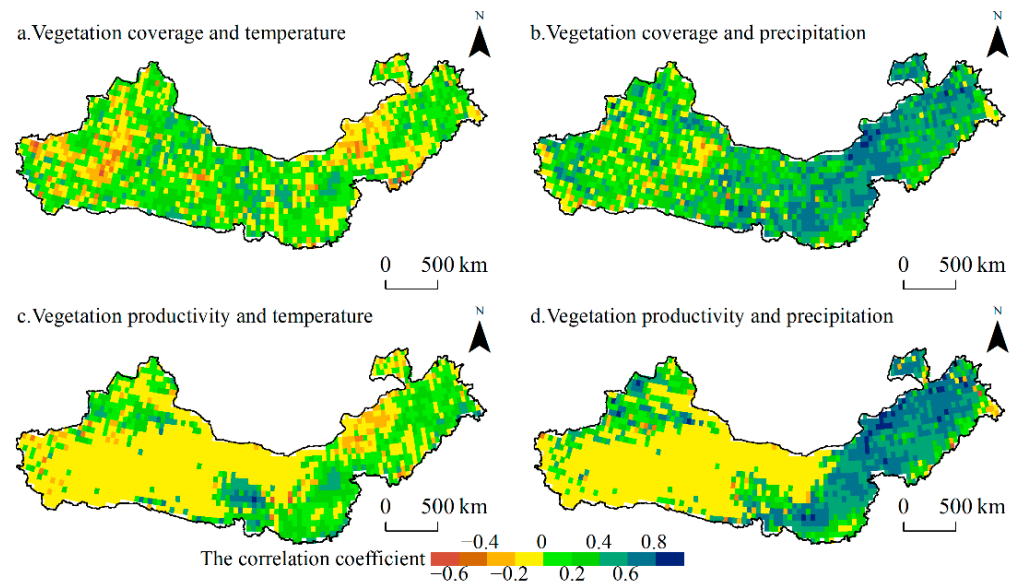 N N
a.Vegetation coverage and temperature b.Vegetation coverage and precipitation
0 500 km 0 500 km
N N
c.Vegetation productivity and temperature d.Vegetation productivity and precipitation
0 500 km 0 500 km
−0.4 0 0.4 0.8
The correlation coefficient
−0.6 −0.2 0.2 0.6